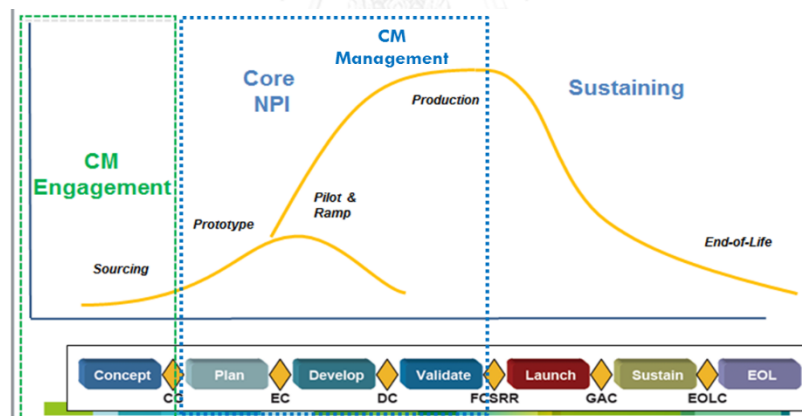 CM
Management
Core
NPI
Sustaining
Production
CM
Engagement
Pilot &
Ramp
Prototype
Sourcing
End-of-Life
Concept
Plan
Develop
Validate
Launch
Sustain
EOL
CC
EC
DC
FCSRR
GAC
EOLC